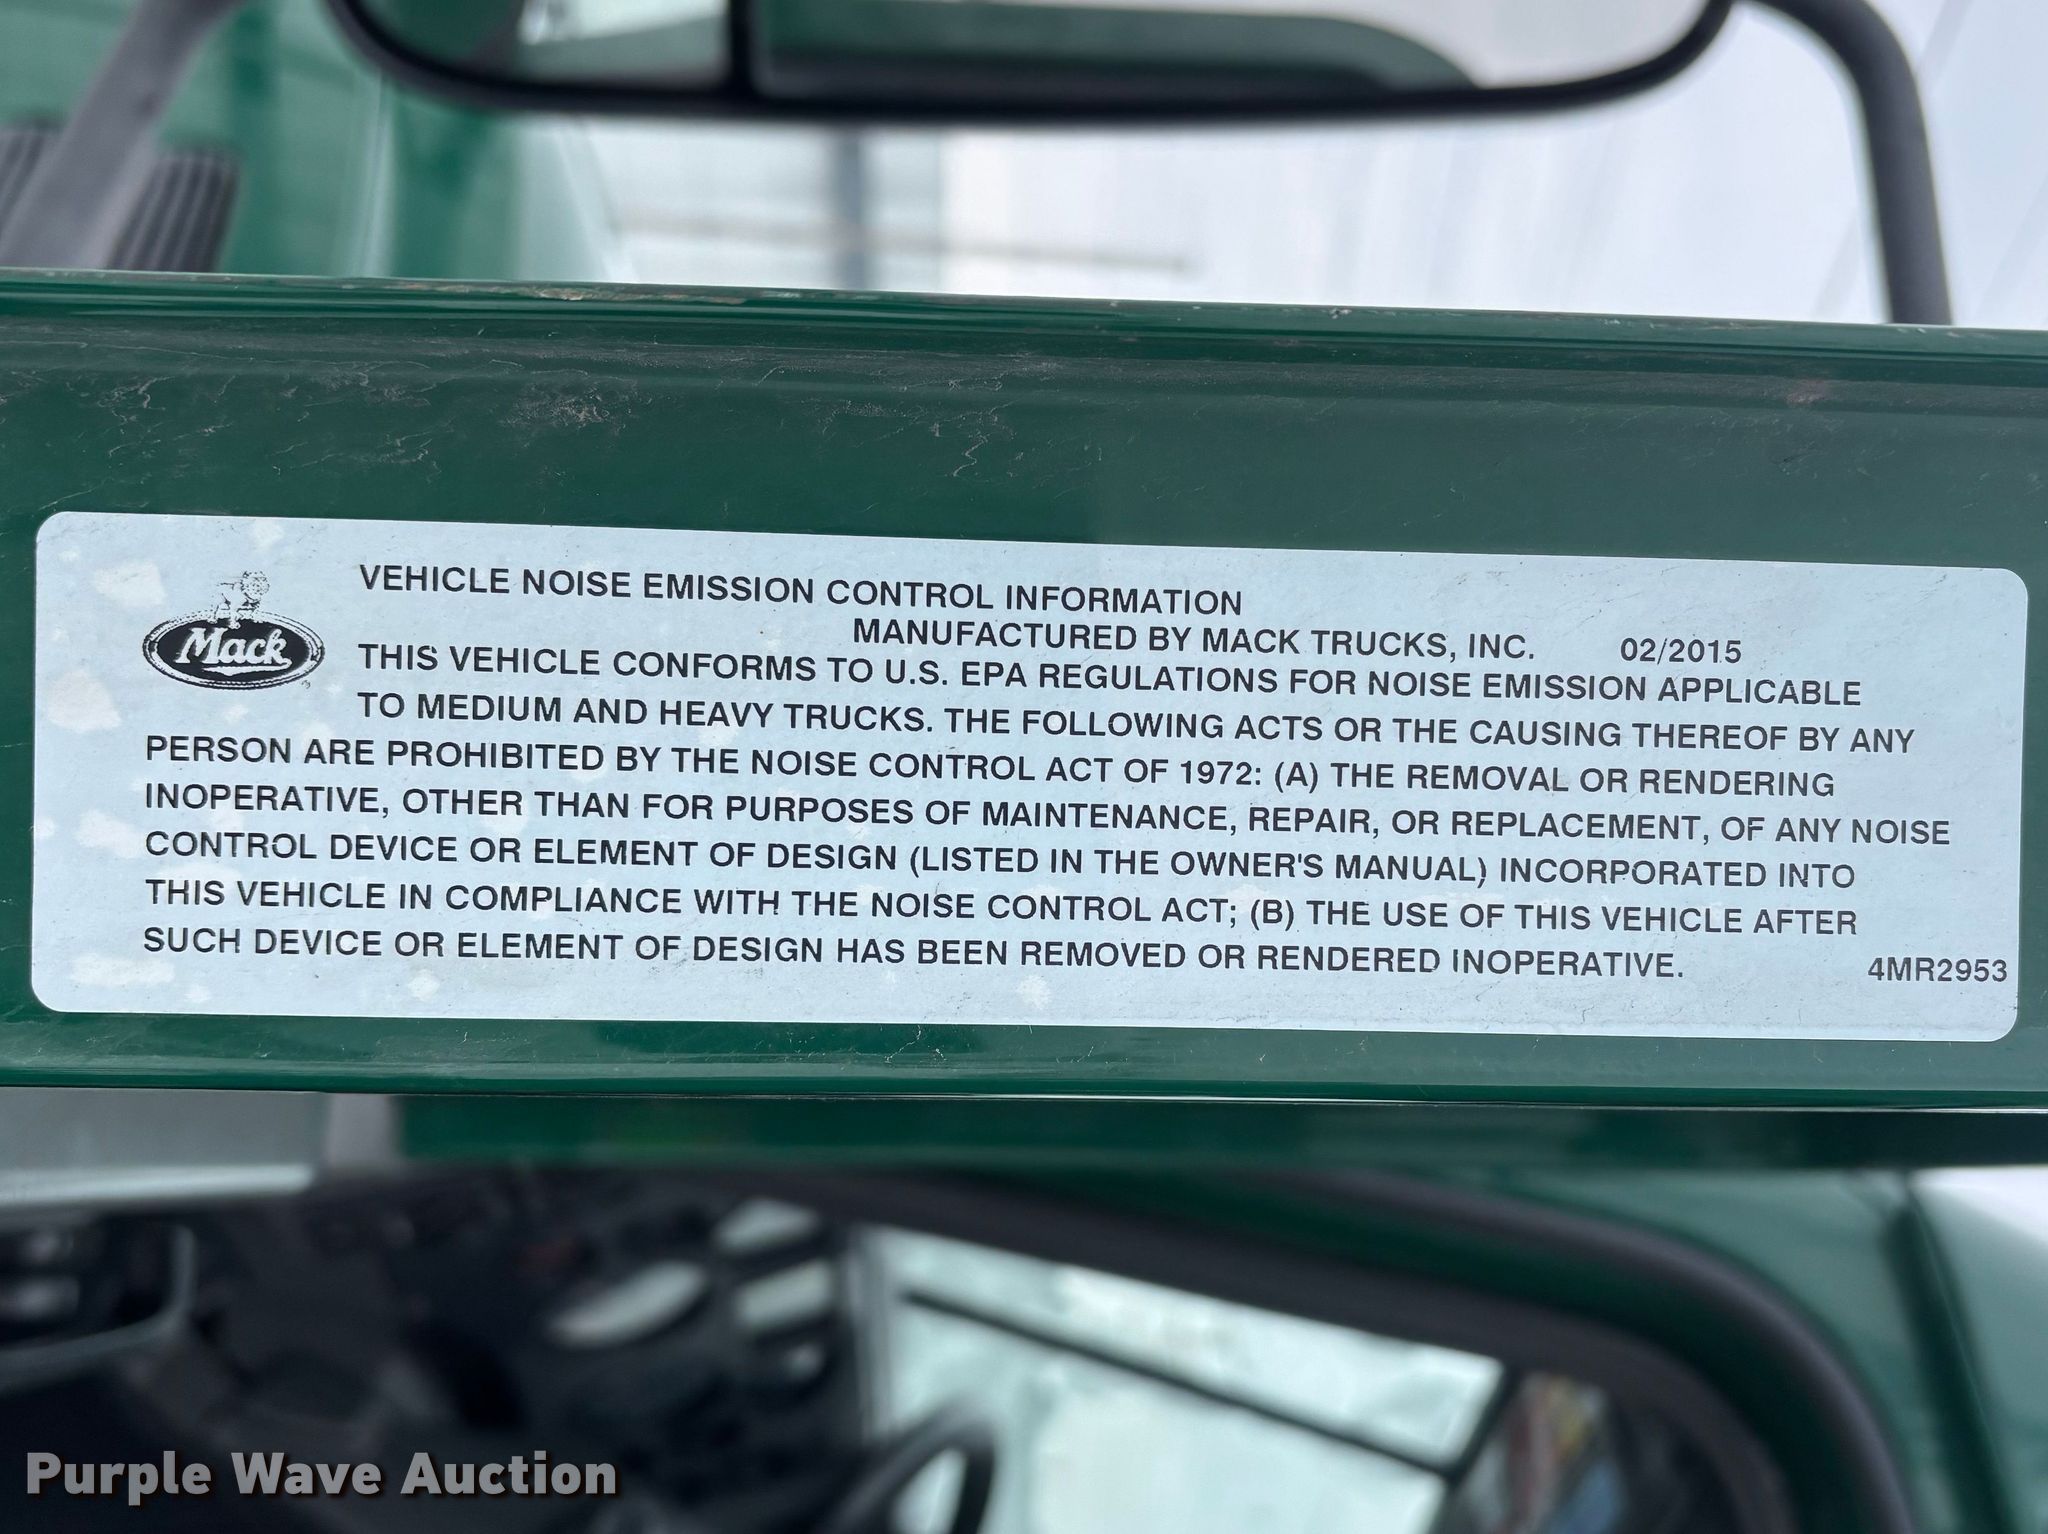 VEHICLE NOISE EMISSION CONTROL INFORMATION
MANUFACTURED BY MACK TRUCKS, INC. 02/2015
Mack
THIS VEHICLE CONFORMS TO U.S. EPA REGULATIONS FOR NOISE EMISSION APPLICABLE
TO MEDIUM AND HEAVY TRUCKS. THE FOLLOWING ACTS OR THE CAUSING THEREOF BY ANY
PERSON ARE PROHIBITED BY THE NOISE CONTROL ACT OF 1972: (A) THE REMOVAL OR RENDERING
INOPERATIVE, OTHER THAN FOR PURPOSES OF MAINTENANCE, REPAIR, OR REPLACEMENT, OF ANY NOISE
CONTROL DEVICE OR ELEMENT OF DESIGN (LISTED IN THE OWNER'S MANUAL) INCORPORATED INTO
THIS VEHICLE IN COMPLIANCE WITH THE NOISE CONTROL ACT; (B) THE USE OF THIS VEHICLE AFTER
SUCH DEVICE OR ELEMENT OF DESIGN HAS BEEN REMOVED OR RENDERED INOPERATIVE. 4MR2953
Purple Wave Auction